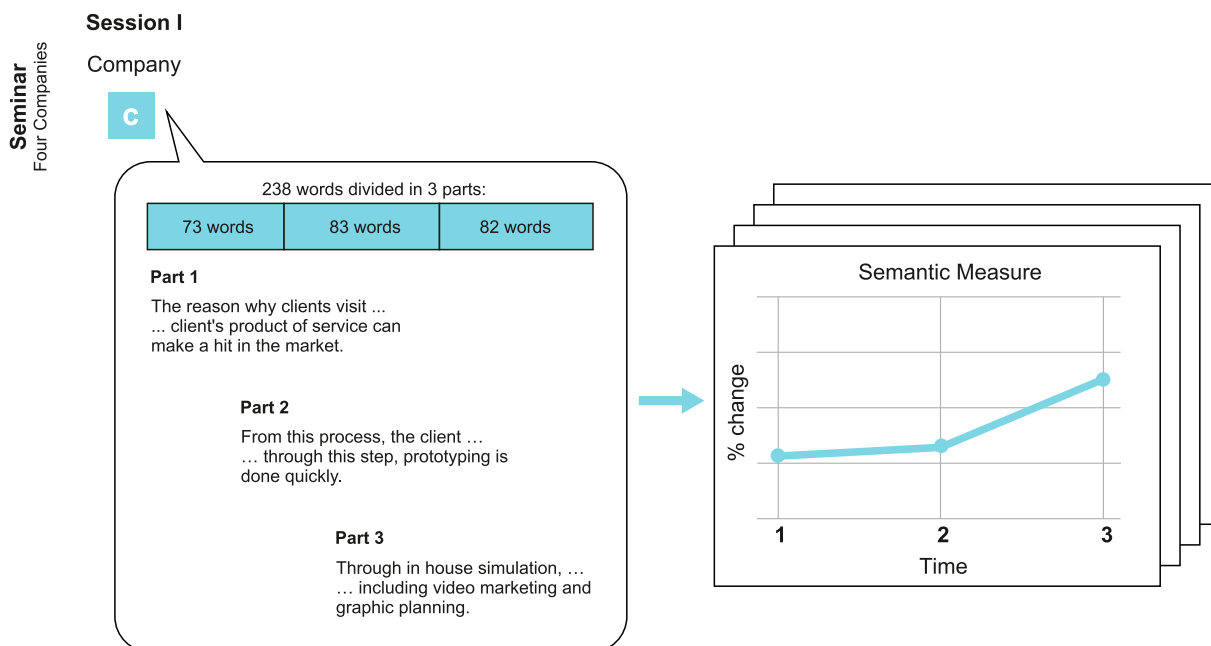 Seminar
Four Companies
Session I
Company
C
238 words divided in 3 parts:
73 words
83 words
82 words
Part 1
The reason why clients visit ...
... client's product of service can
make a hit in the market.
Part 2
From this process, the client …
… through this step, prototyping is
done quickly.
Part 3
Through in house simulation, …
… including video marketing and
graphic planning.
Semantic Measure
% change
1
2
3
Time